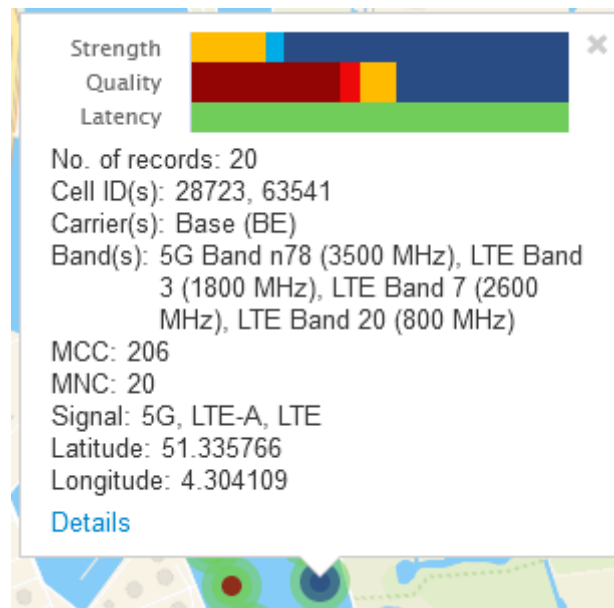 Strength
Quality
Latency
No. of records: 20
Cell ID(s): 28723, 63541
Carrier(s): Base (BE)
Band(s): 5G Band n78 (3500 MHz), LTE Band
3 (1800 MHz), LTE Band 7 (2600
MHz), LTE Band 20 (800 MHz)
MCC: 206
MNC: 20
Signal: 5G, LTE-A, LTE
Latitude: 51.335766
Longitude: 4.304109
Details